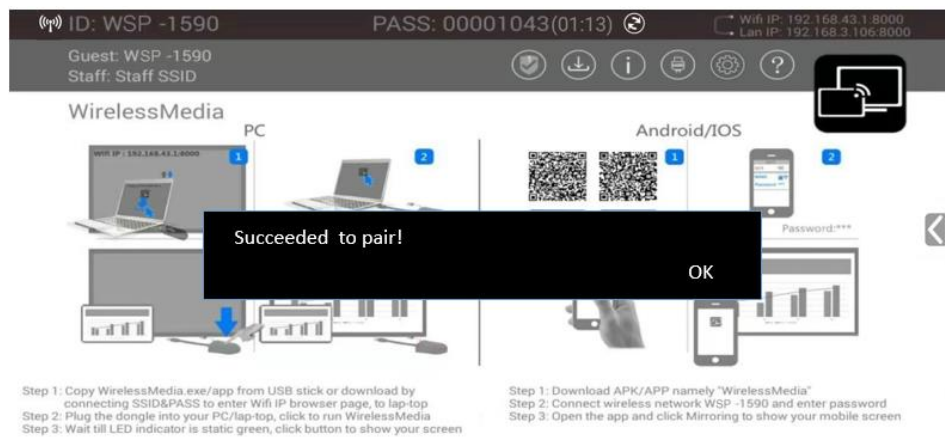 ID: WSP -1590
PASS: 00001043(01:13)
Wifi IP: 192.168.43.1:8000
Lan IP: 192.168.3.106:8000
Guest: WSP -1590
Staff: Staff SSID
WirelessMedia
PC
Android/IOS
Wifi IP : 192.168.43.1:8000
1
2
1
2
Password:***
Succeeded to pair!
OK
Step 1: Copy WirelessMedia.exe/app from USB stick or download by
connecting SSID&PASS to enter Wifi IP browser page, to lap-top
Step 2: Plug the dongle into your PC/lap-top, click to run WirelessMedia
Step 3: Wait till LED indicator is static green, click button to show your screen
Step 1: Download APK/APP namely "WirelessMedia"
Step 2: Connect wireless network WSP -1590 and enter password
Step 3: Open the app and click Mirroring to show your mobile screen